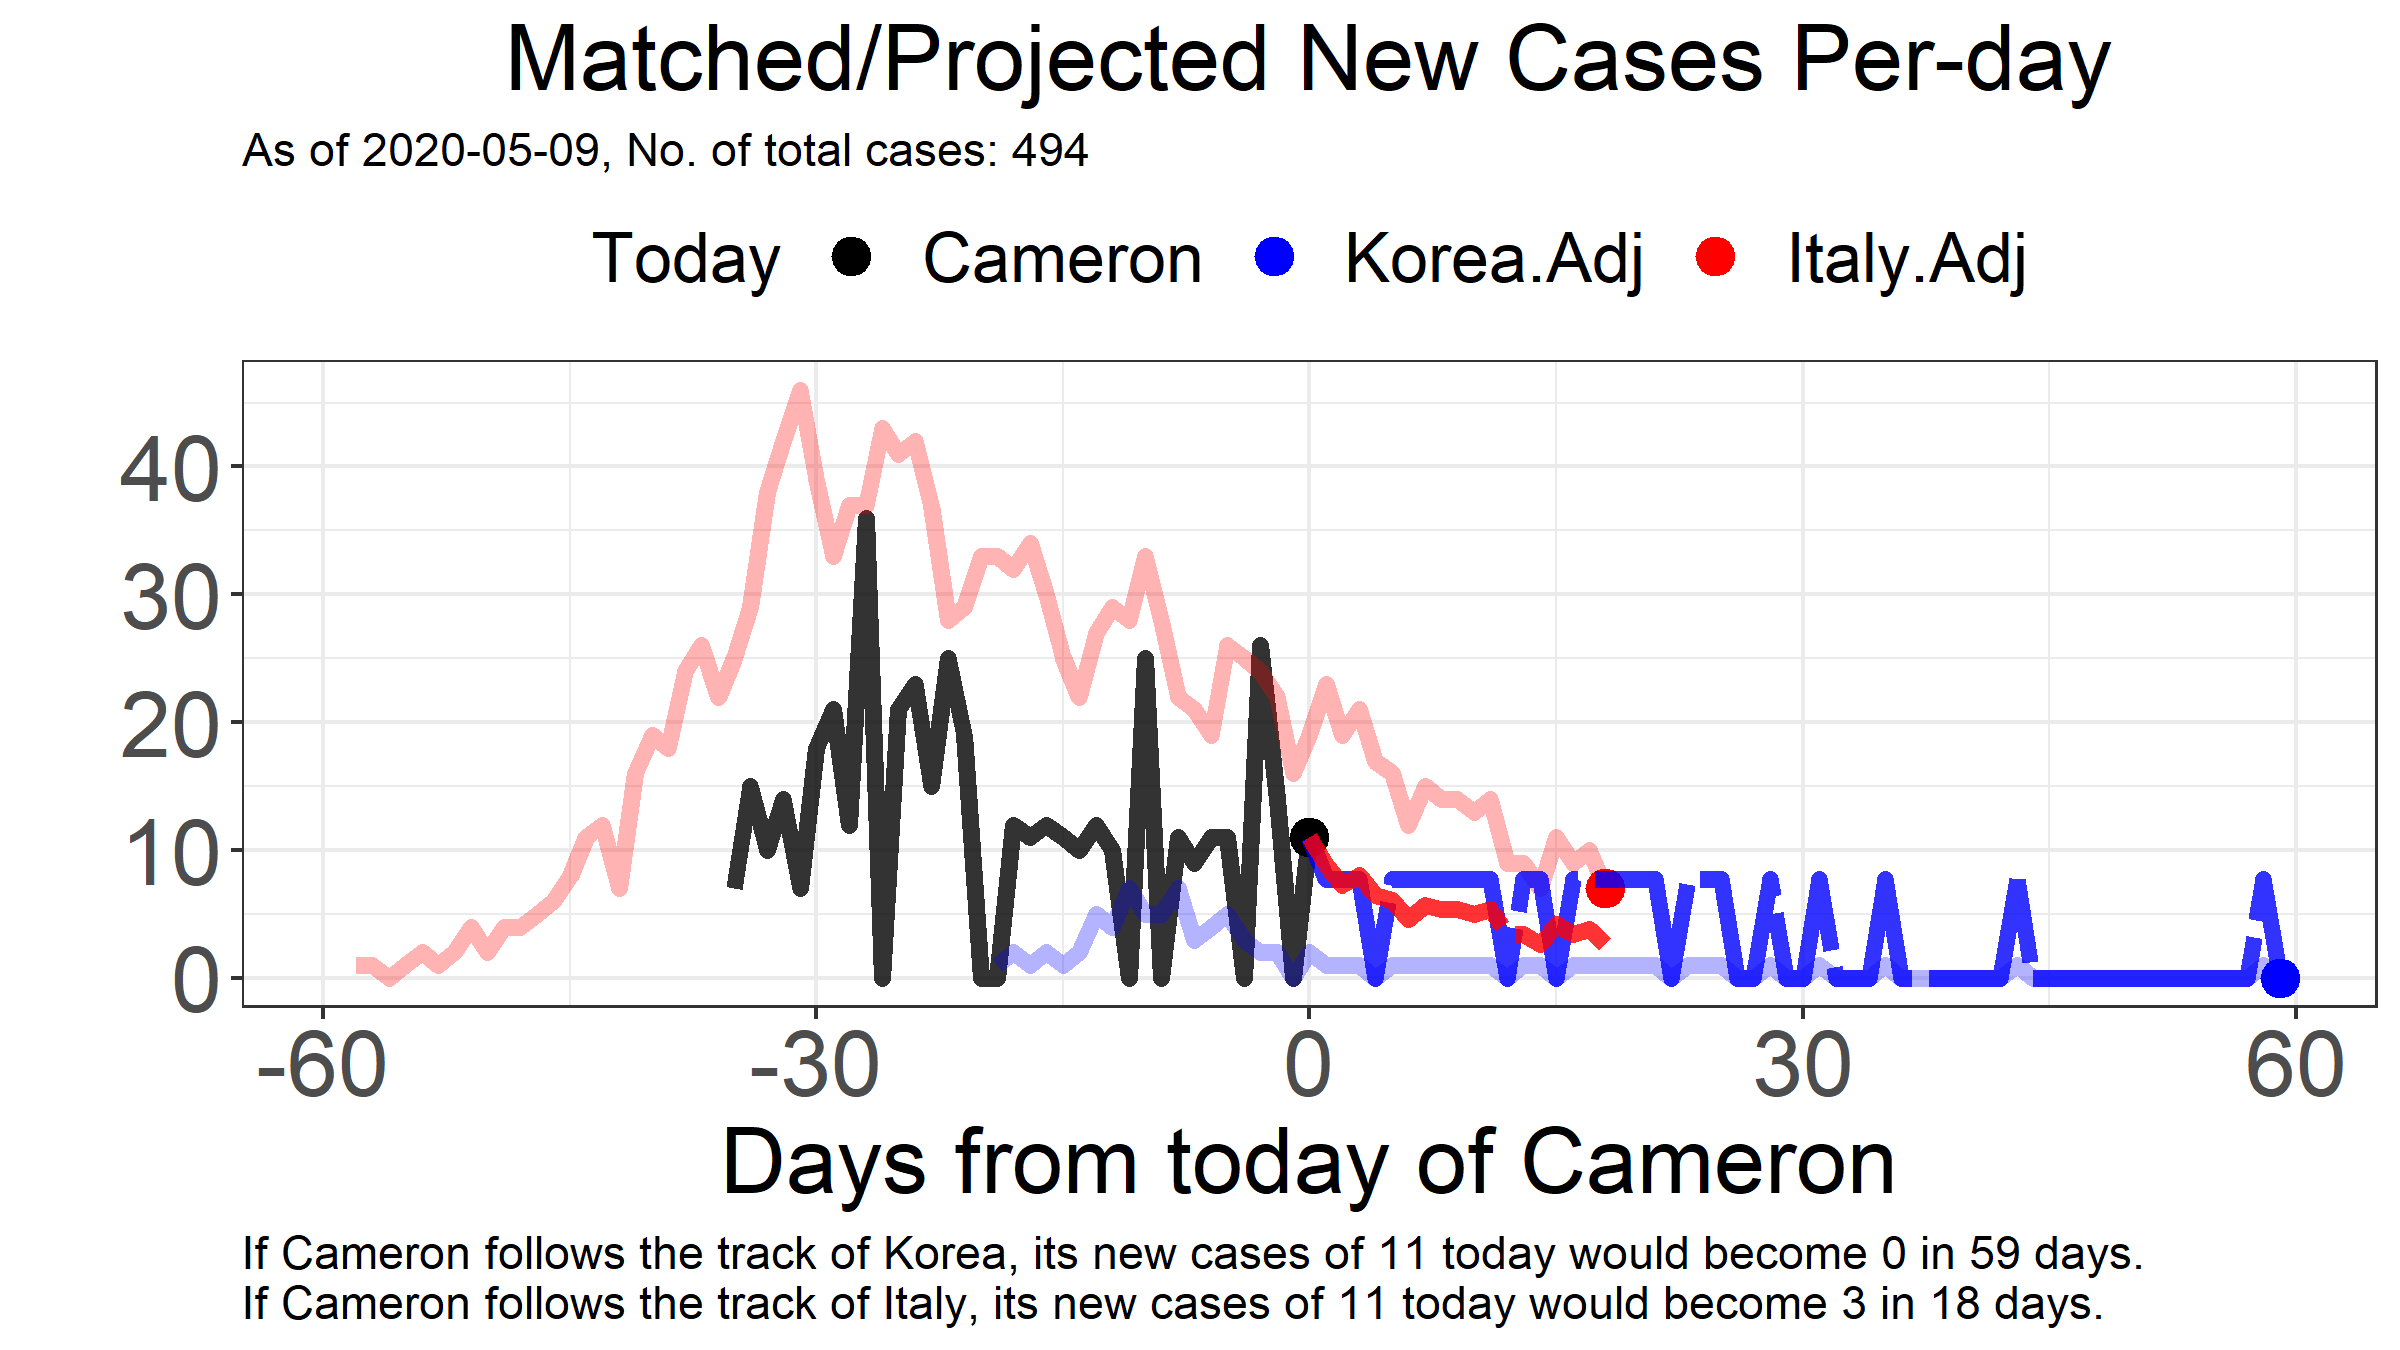 Matched/Projected New Cases Per-day
As of 2020-05-09, No. of total cases: 494
Today Cameron Korea.Adj Italy.Adj
40
30
20
10
0
-60 -30 0 30 60
Days from today of Cameron
If Cameron follows the track of Korea, its new cases of 11 today would become 0 in 59 days.
If Cameron follows the track of Italy, its new cases of 11 today would become 3 in 18 days.